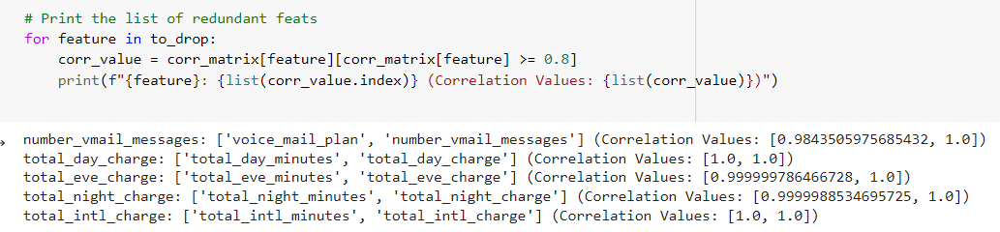 # Print the list of redundant feats
for feature in to_drop:
    corr_value = corr_matrix[feature][corr_matrix[feature] >= 0.8]
    print(f"{feature}: {list(corr_value.index)} (Correlation Values: {list(corr_value)})")
number_vmail_messages: ['voice_mail_plan', 'number_vmail_messages'] (Correlation Values: [0.9843505975685432, 1.0])
total_day_charge: ['total_day_minutes', 'total_day_charge'] (Correlation Values: [1.0, 1.0])
total_eve_charge: ['total_eve_minutes', 'total_eve_charge'] (Correlation Values: [0.999999786466728, 1.0])
total_night_charge: ['total_night_minutes', 'total_night_charge'] (Correlation Values: [0.9999988534695725, 1.0])
total_intl_charge: ['total_intl_minutes', 'total_intl_charge'] (Correlation Values: [1.0, 1.0])